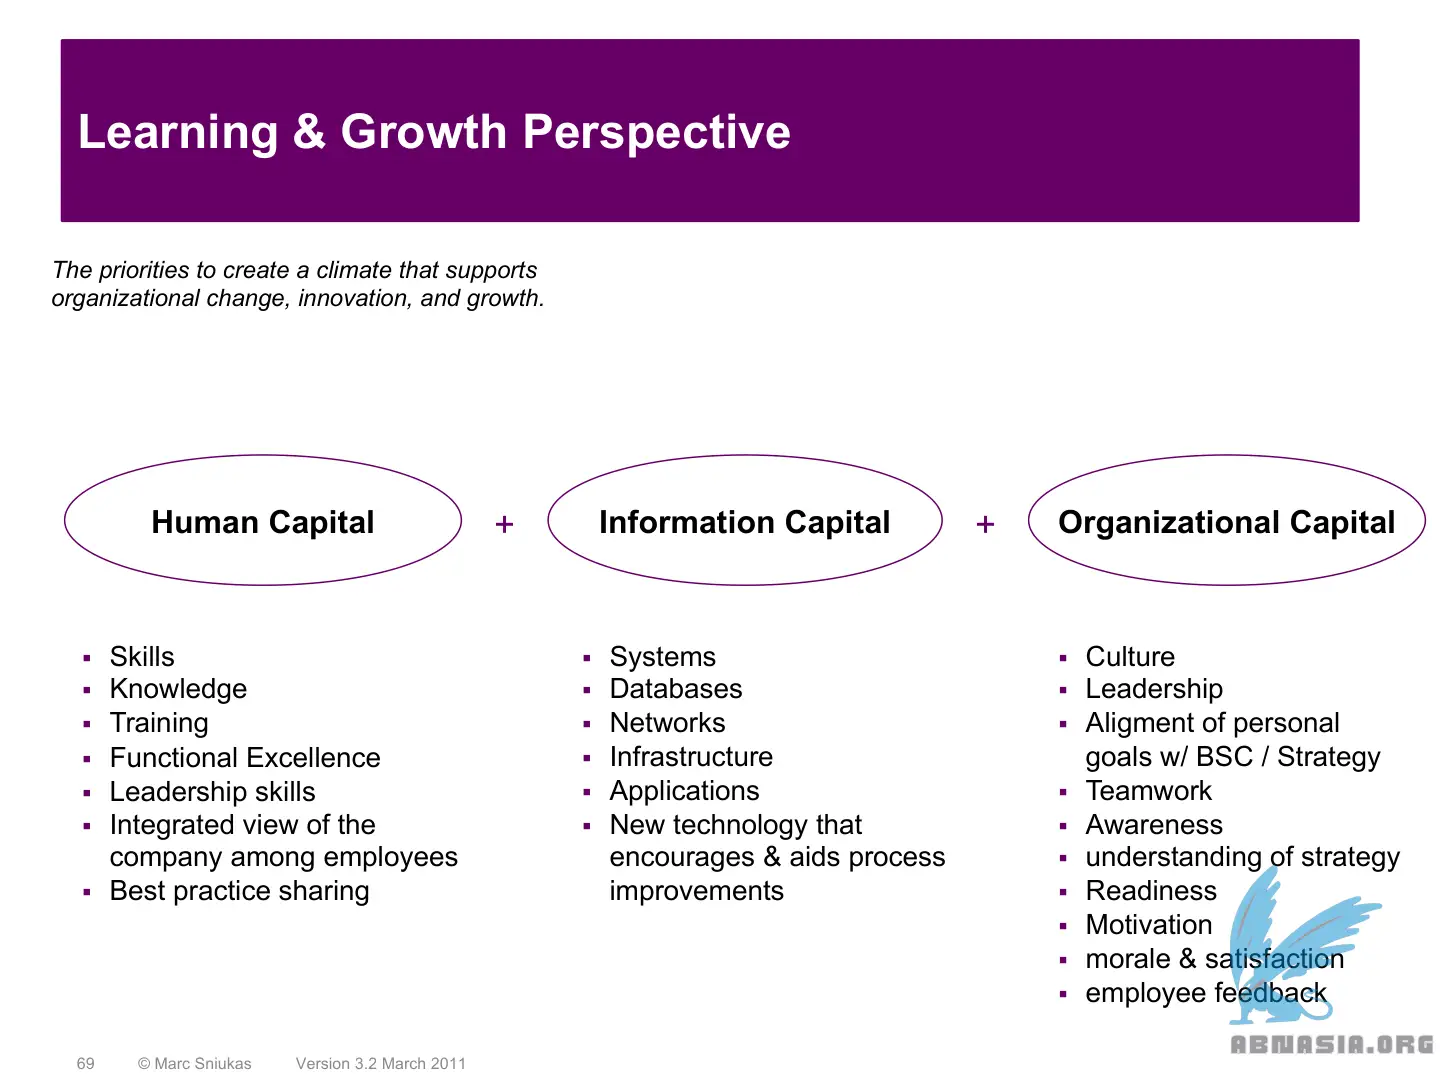 Learning & Growth Perspective
The priorities to create a climate that supports
organizational change, innovation, and growth.
Human Capital
+
Information Capital
+
Organizational Capital
▪ Skills
▪ Knowledge
▪ Training
▪ Functional Excellence
▪ Leadership skills
▪ Integrated view of the
company among employees
▪ Best practice sharing
▪ Systems
▪ Databases
▪ Networks
▪ Infrastructure
▪ Applications
▪ New technology that
encourages & aids process
improvements
▪ Culture
▪ Leadership
▪ Aligment of personal
goals w/ BSC / Strategy
▪ Teamwork
▪ Awareness
▪ understanding of strategy
▪ Readiness
▪ Motivation
▪ morale & satisfaction
▪ employee feedback
ABNASIA.ORG
69 © Marc Sniukas Version 3.2 March 2011